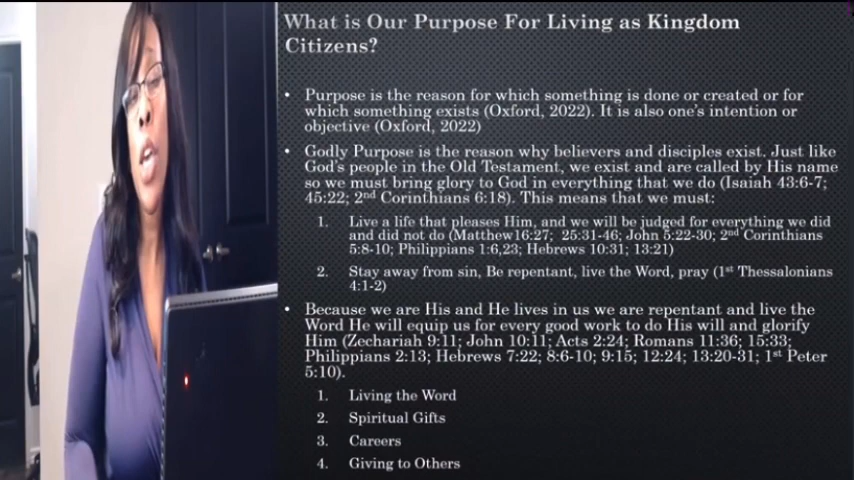 What is Our Purpose For Living as Kingdom
Citizens?
• Purpose is the reason for which something is done or created or for
which something exists (Oxford, 2022). It is also one's intention or
objective (Oxford, 2022)
• Godly Purpose is the reason why believers and disciples exist. Just like
God's people in the Old Testament, we exist and are called by His name
so we must bring glory to God in everything that we do (Isaiah 43:6-7;
45:22; 2nd Corinthians 6:18). This means that we must:
1. Live a life that pleases Him, and we will be judged for everything we did
and did not do (Matthew16:27; 25:31-46; John 5:22-30; 2nd Corinthians
5:8-10; Philippians 1:6,23; Hebrews 10:31; 13:21)
2. Stay away from sin, Be repentant, live the Word, pray (1st Thessalonians
4:1-2)
• Because we are His and He lives in us we are repentant and live the
Word He will equip us for every good work to do His will and glorify
Him (Zechariah 9:11; John 10:11; Acts 2:24; Romans 11:36; 15:33;
Philippians 2:13; Hebrews 7:22; 8:6-10; 9:15; 12:24; 13:20-31; 1st Peter
5:10).
1. Living the Word
2. Spiritual Gifts
3. Careers
4. Giving to Others